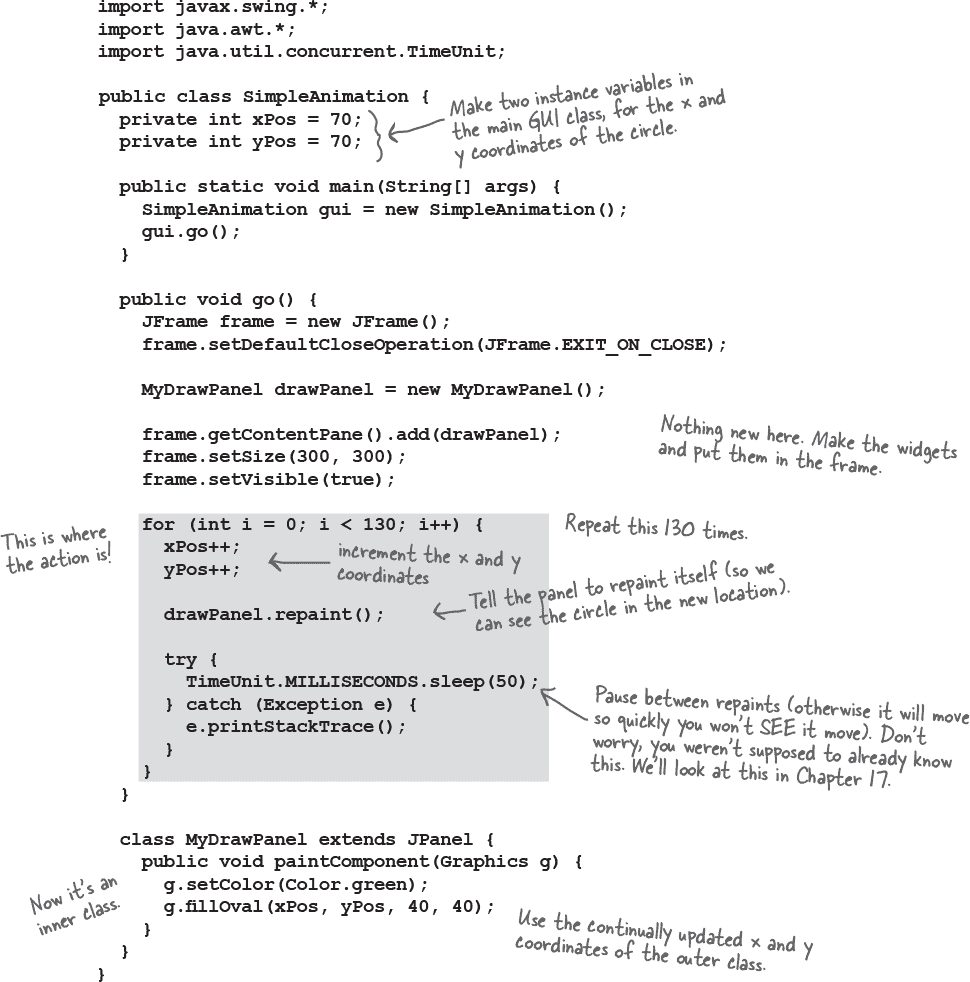 import javax.swing.*;
import java.awt.*;
import java.util.concurrent.TimeUnit;
public class SimpleAnimation {
private int xPos = 70;
private int yPos = 70;
Make two instance variables in
the main GUI class, for the x and
y coordinates of the circle.
public static void main(String[] args) {
SimpleAnimation gui = new SimpleAnimation();
gui.go();
}
public void go() {
JFrame frame = new JFrame();
frame.setDefaultCloseOperation(JFrame.EXIT_ON_CLOSE);
MyDrawPanel drawPanel = new MyDrawPanel();
frame.getContentPane().add(drawPanel);
frame.setSize(300, 300);
frame.setVisible(true);
Nothing new here. Make the widgets
and put them in the frame.
This is where
the action is!
for (int i = 0; i < 130; i++) {
Repeat this 130 times.
xPos++;
yPos++;
increment the x and y
coordinates
drawPanel.repaint();
Tell the panel to repaint itself (so we
can see the circle in the new location).
try {
TimeUnit.MILLISECONDS.sleep(50);
} catch (Exception e) {
e.printStackTrace();
}
}
}
Pause between repaints (otherwise it will move
so quickly you won't SEE it move). Don't
worry, you weren't supposed to already know
this. We'll look at this in Chapter 17.
class MyDrawPanel extends JPanel {
public void paintComponent(Graphics g) {
g.setColor(Color.green);
g.fillOval(xPos, yPos, 40, 40);
}
}
}
Now it's an
inner class.
Use the continually updated x and y
coordinates of the outer class.